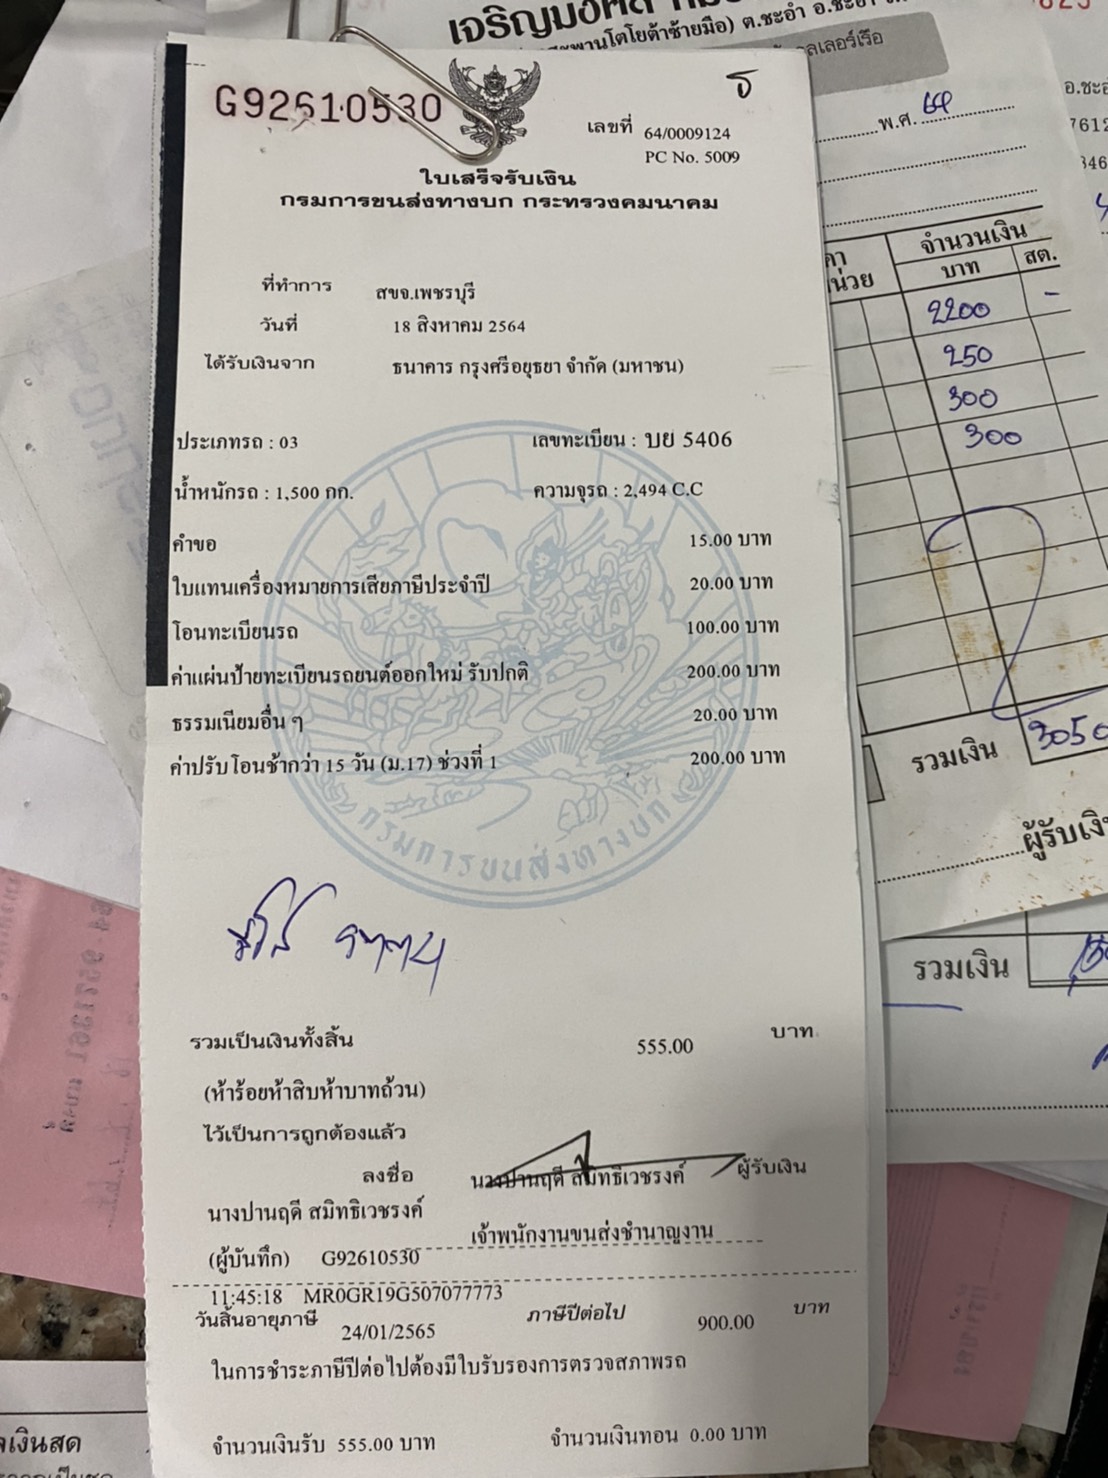 G92610530
เลขที่ 64/0009124
PC No. 5009
ใบเสร็จรับเงิน
กรมการขนส่งทางบก กระทรวงคมนาคม
ที่ทำการ สขจ.เพชรบุรี
วันที่ 18 สิงหาคม 2564
ได้รับเงินจาก ธนาคาร กรุงศรีอยุธยา จำกัด (มหาชน)
ประเภทรถ : 03 เลขทะเบียน : บย 5406
น้ำหนักรถ : 1,500 กก. ความจุรถ : 2,494 C.C
คำขอ 15.00 บาท
ใบแทนเครื่องหมายการเสียภาษีประจำปี 20.00 บาท
โอนทะเบียนรถ 100.00 บาท
ค่าแผ่นป้ายทะเบียนรถยนต์ออกใหม่ รับปกติ 200.00 บาท
ธรรมเนียมอื่น ๆ 20.00 บาท
ค่าปรับโอนช้ากว่า 15 วัน (ม.17) ช่วงที่ 1 200.00 บาท
กรมการขนส่งทางบก
รวมเป็นเงินทั้งสิ้น 555.00 บาท
(ห้าร้อยห้าสิบห้าบาทถ้วน)
ไว้เป็นการถูกต้องแล้ว
ลงชื่อ นางปานฤดี สมิทธิเวชรงค์ ผู้รับเงิน
นางปานฤดี สมิทธิเวชรงค์
เจ้าพนักงานขนส่งชำนาญงาน
(ผู้บันทึก) G92610530
11:45:18 MR0GR19G507077773
วันสิ้นอายุภาษี 24/01/2565 ภาษีปีต่อไป 900.00 บาท
ในการชำระภาษีปีต่อไปต้องมีใบรับรองการตรวจสภาพรถ
จำนวนเงินรับ 555.00 บาท จำนวนเงินทอน 0.00 บาท
เจริญมงคล
(สะพานโตโยต้าซ้ายมือ) ต.ชะอำ อ.ชะอำ
พ.ศ. 64
จำนวนเงิน
บาท สต.
2200 -
250
300
300
รวมเงิน 3050
ผู้รับเงิน
รวมเงิน